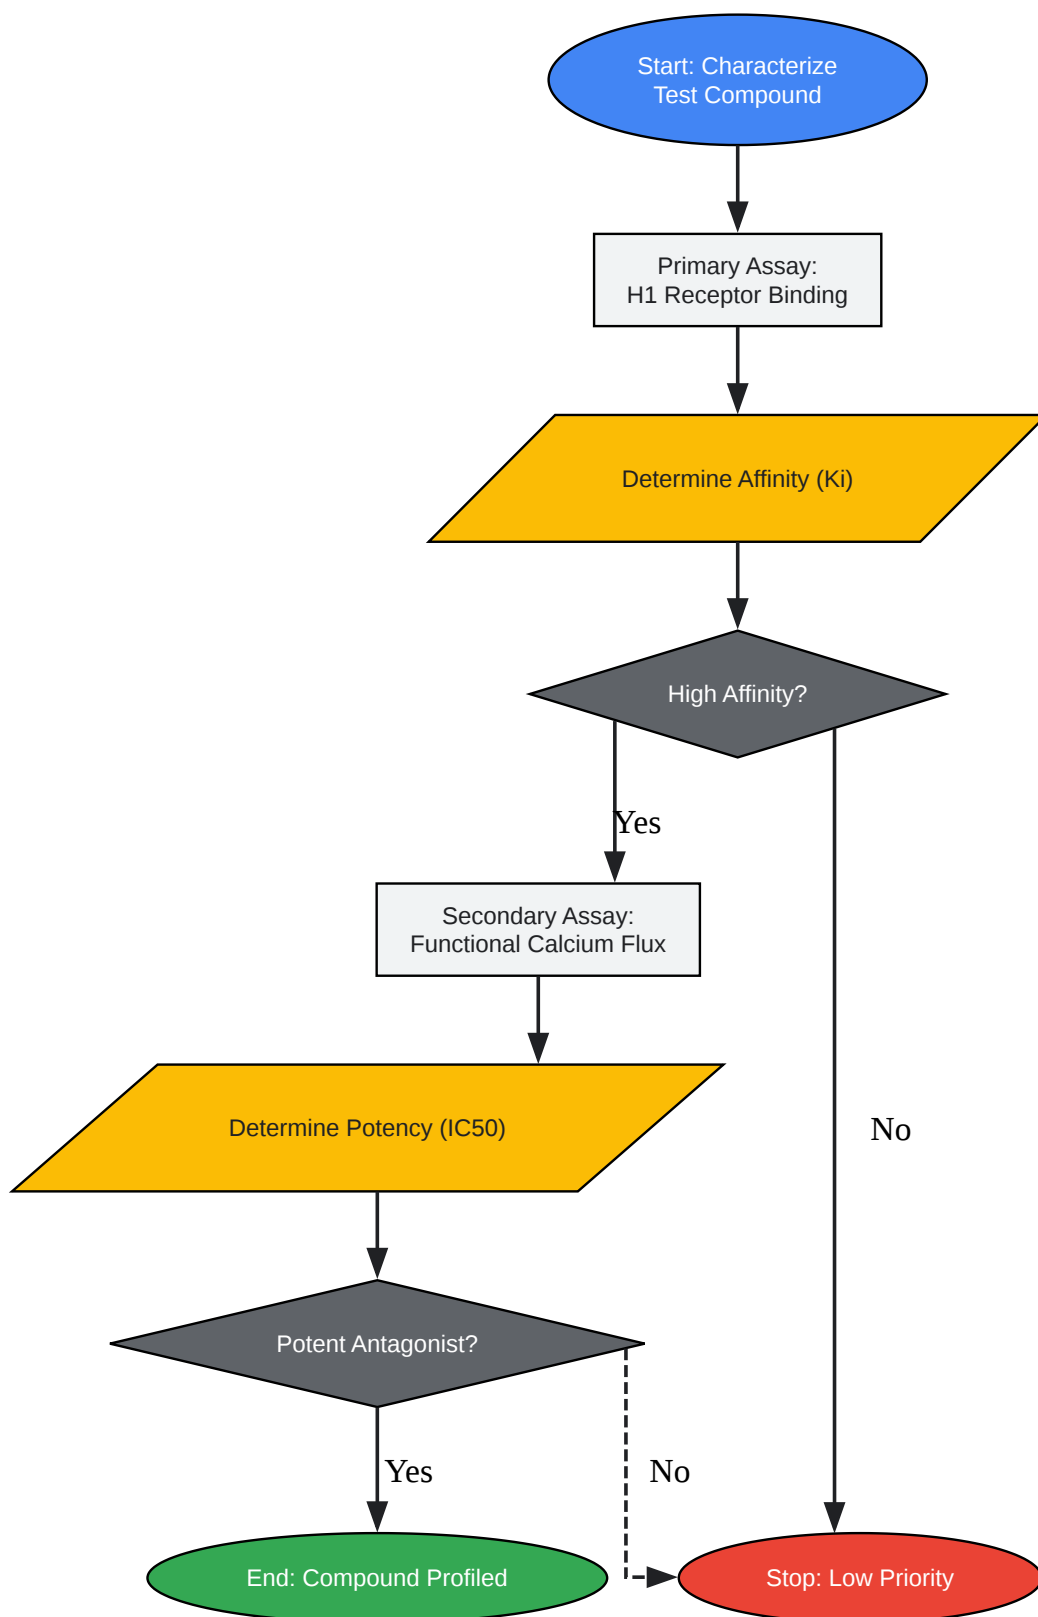 Start: Characterize
Test Compound
Primary Assay:
H1 Receptor Binding
Determine Affinity (Ki)
High Affinity?
Yes
Secondary Assay:
Functional Calcium Flux
Determine Potency (IC50)
No
Potent Antagonist?
Yes
No
End: Compound Profiled
Stop: Low Priority